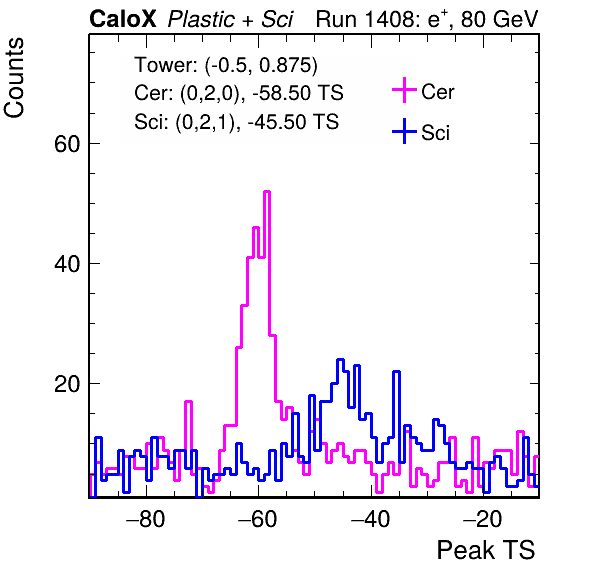 CaloX Plastic + Sci Run 1408: e⁺, 80 GeV
Counts
Tower: (-0.5, 0.875)
Cer: (0,2,0), -58.50 TS
Sci: (0,2,1), -45.50 TS
Cer
Sci
60
40
20
−80 −60 −40 −20
Peak TS